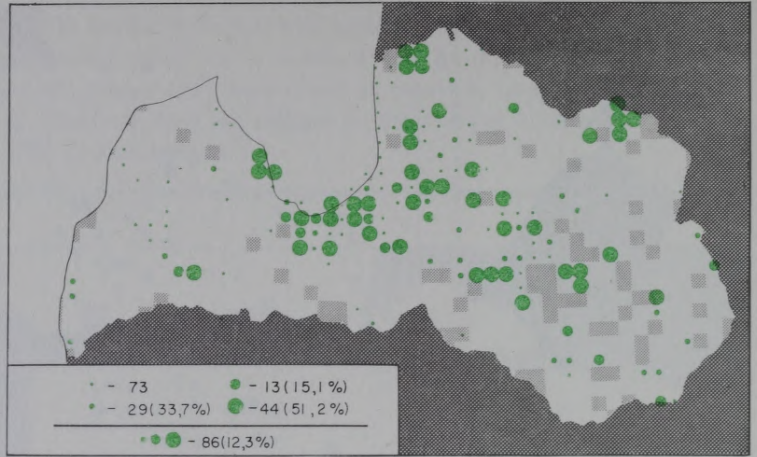 - 73 - 13 (15,1%)
- 29 (33,7%) - 44 (51,2%)
- 86 (12,3%)